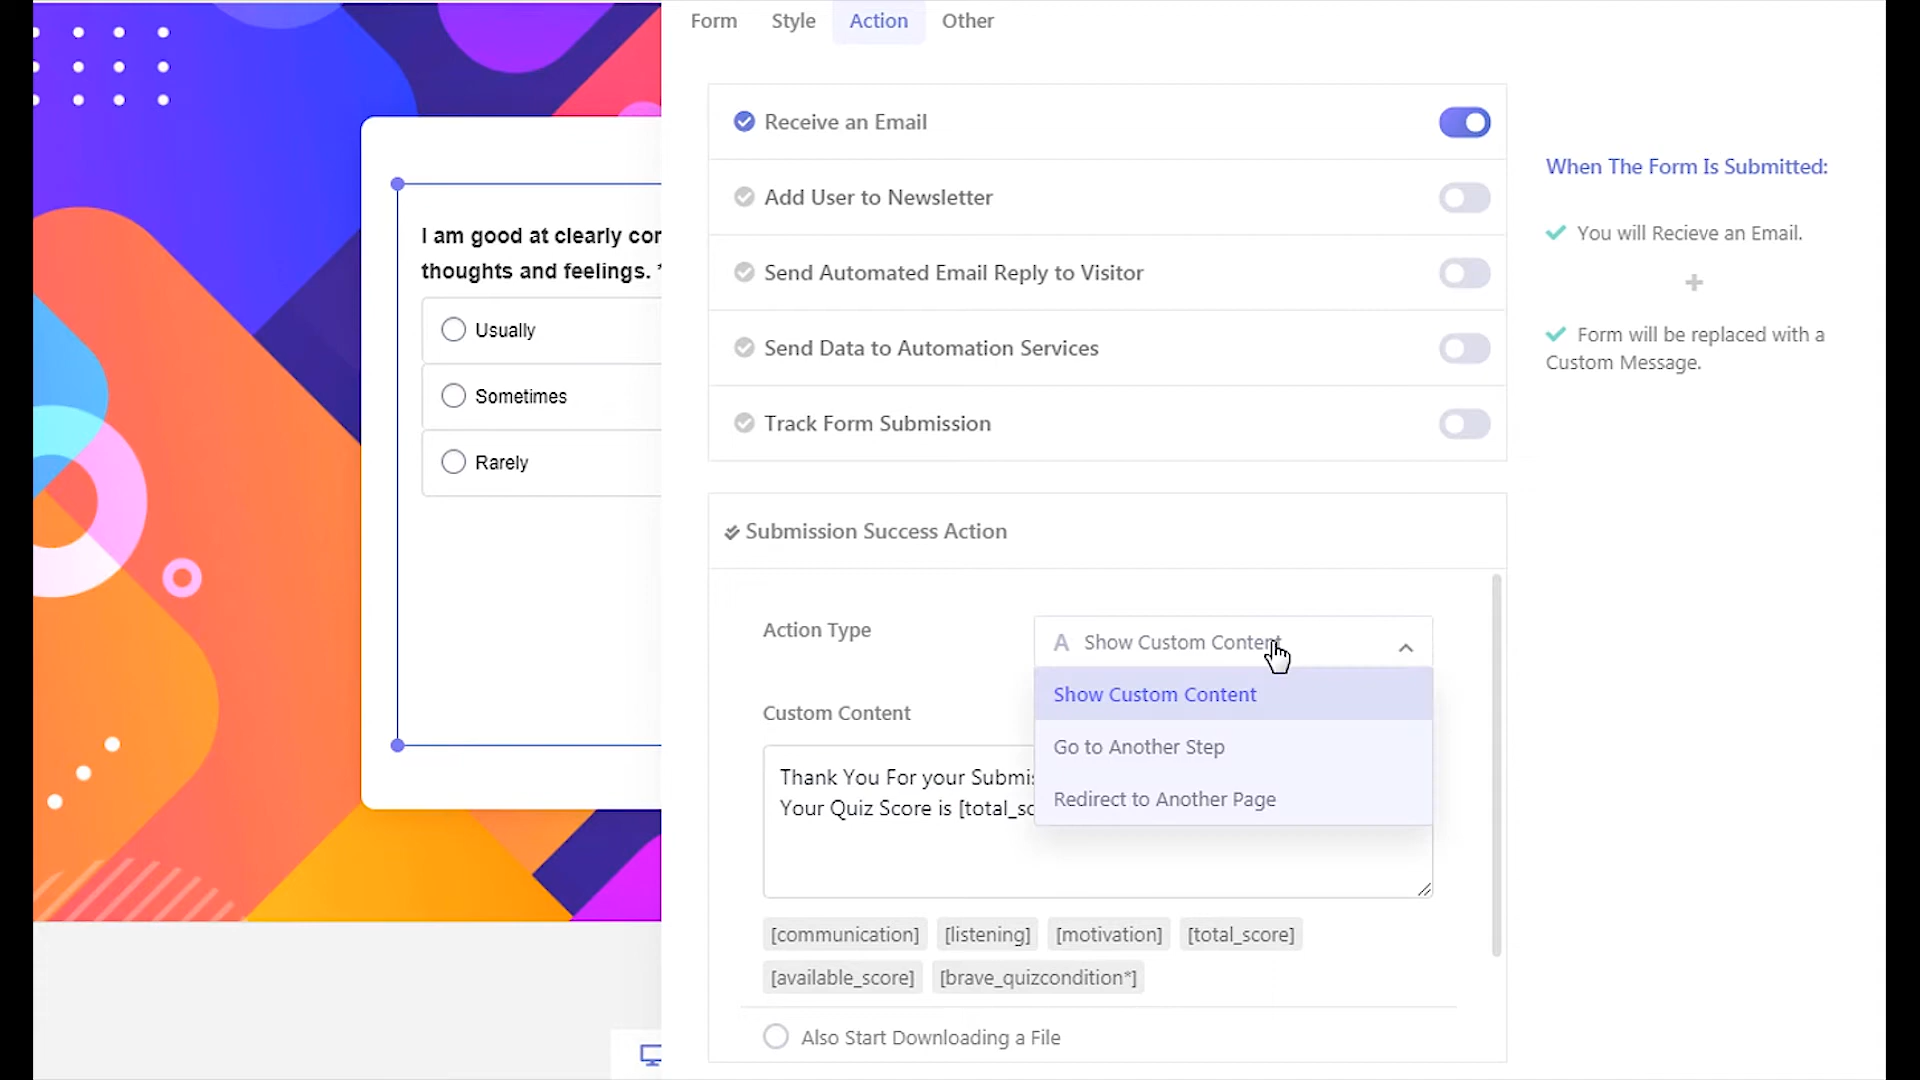 Form Style Action Other
Receive an Email
Add User to Newsletter
Send Automated Email Reply to Visitor
Send Data to Automation Services
Track Form Submission
When The Form Is Submitted:
You will Recieve an Email.
Form will be replaced with a
Custom Message.
I am good at clearly
thoughts and feelings. *
Usually
Sometimes
Rarely
Submission Success Action
Action Type
A Show Custom Content
Show Custom Content
Go to Another Step
Redirect to Another Page
Custom Content
Thank You For your
Your Quiz Score is
[communication] [listening] [motivation] [total_score]
[available_score] [brave_quizcondition*]
Also Start Downloading a File